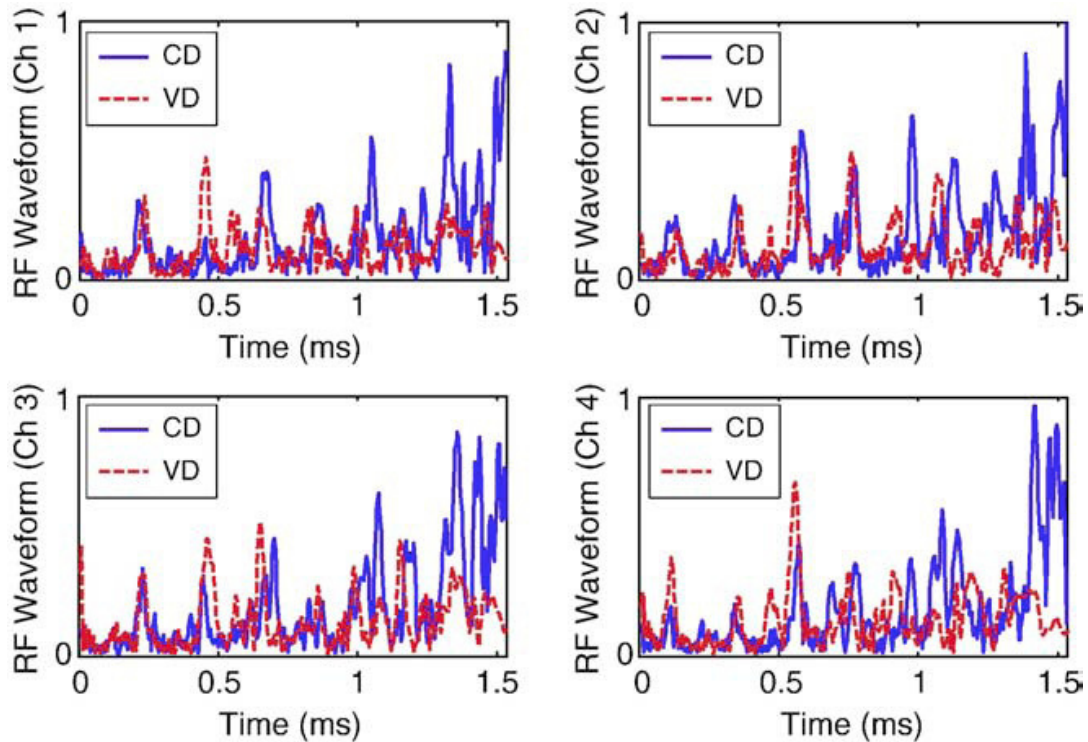 RF Waveform (Ch 1)
1
0
CD
VD
0 0.5 1 1.5
Time (ms)
RF Waveform (Ch 2)
1
0
CD
VD
0 0.5 1 1.5
Time (ms)
RF Waveform (Ch 3)
1
0
CD
VD
0 0.5 1 1.5
Time (ms)
RF Waveform (Ch 4)
1
0
CD
VD
0 0.5 1 1.5
Time (ms)